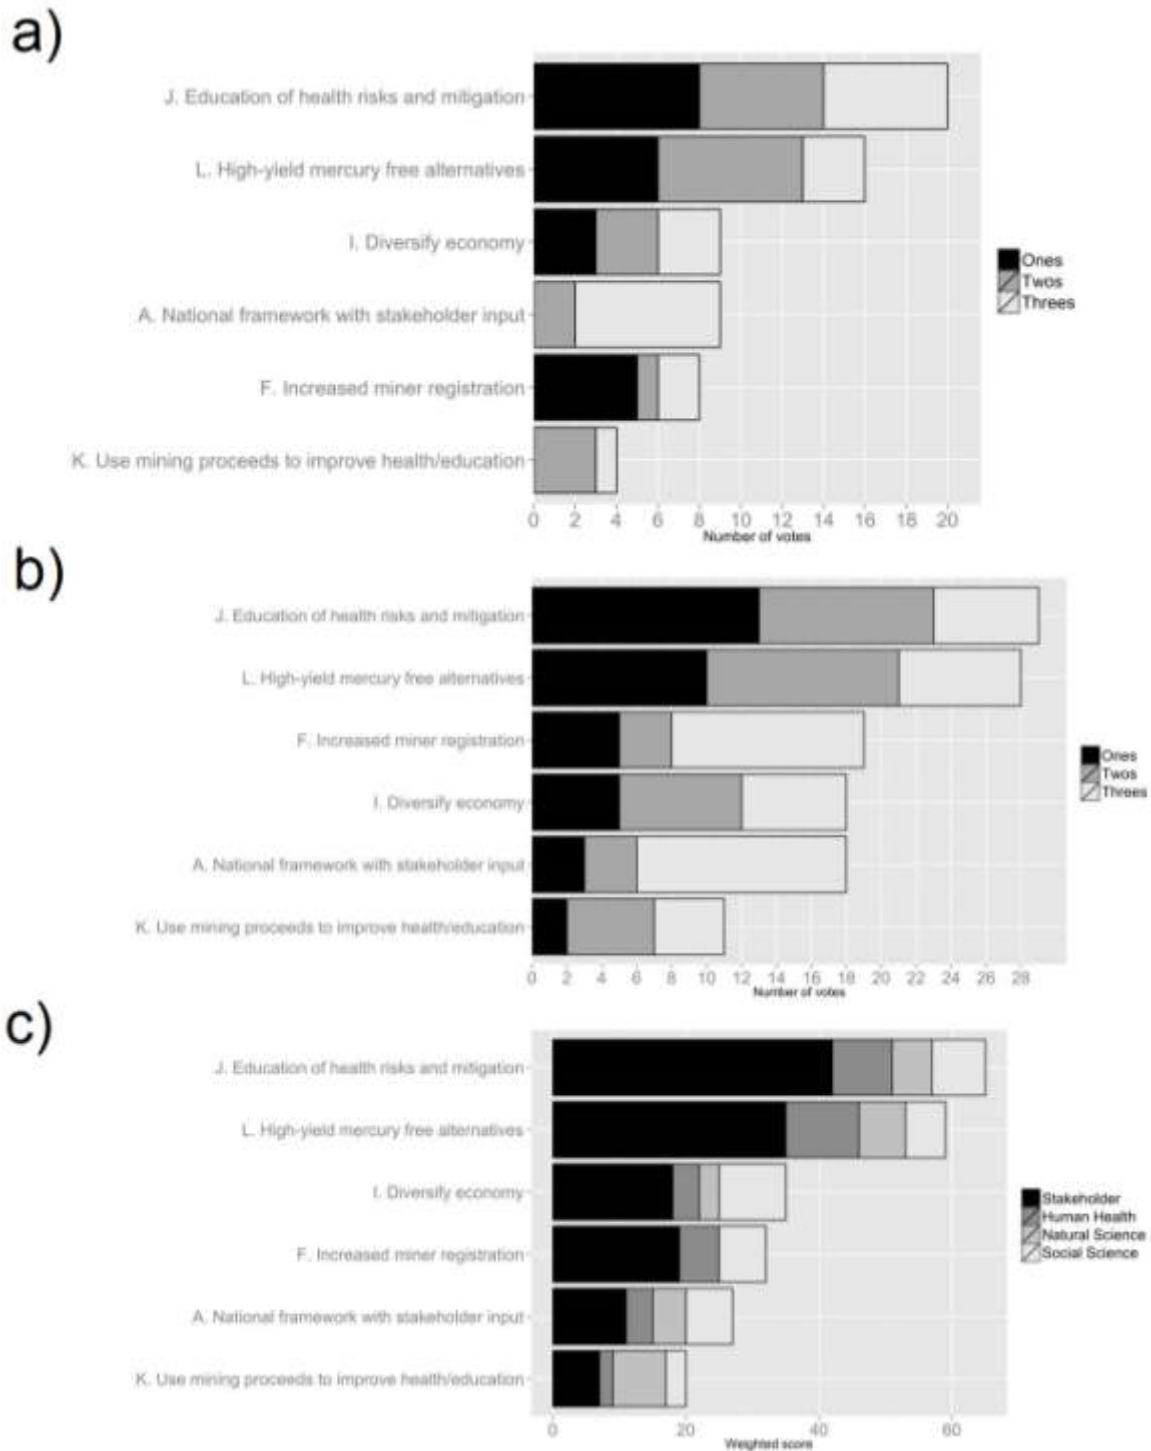 a)
J. Education of health risks and mitigation
L. High-yield mercury free alternatives
I. Diversify economy
A. National framework with stakeholder input
F. Increased miner registration
K. Use mining proceeds to improve health/education
0 2 4 6 8 10 12 14 16 18 20
Number of votes
Ones
Twos
Threes
b)
J. Education of health risks and mitigation
L. High-yield mercury free alternatives
F. Increased miner registration
I. Diversify economy
A. National framework with stakeholder input
K. Use mining proceeds to improve health/education
0 2 4 6 8 10 12 14 16 18 20 22 24 26 28
Number of votes
Ones
Twos
Threes
c)
J. Education of health risks and mitigation
L. High-yield mercury free alternatives
I. Diversify economy
F. Increased miner registration
A. National framework with stakeholder input
K. Use mining proceeds to improve health/education
0 20 40 60
Weighted score
Stakeholder
Human Health
Natural Science
Social Science